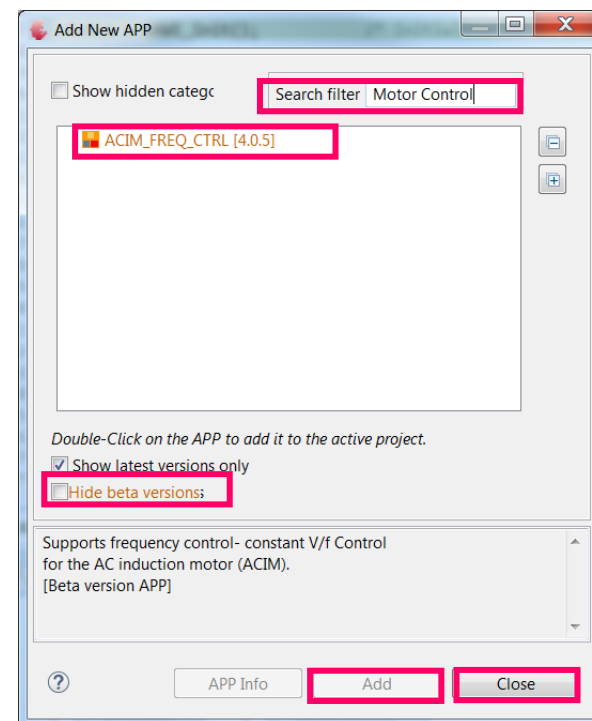 Add New APP
Show hidden categc
Search filter Motor Control
ACIM_FREQ_CTRL [4.0.5]
Double-Click on the APP to add it to the active project.
Show latest versions only
Hide beta versions
Supports frequency control- constant V/f Control
for the AC induction motor (ACIM).
[Beta version APP]
APP Info
Add
Close